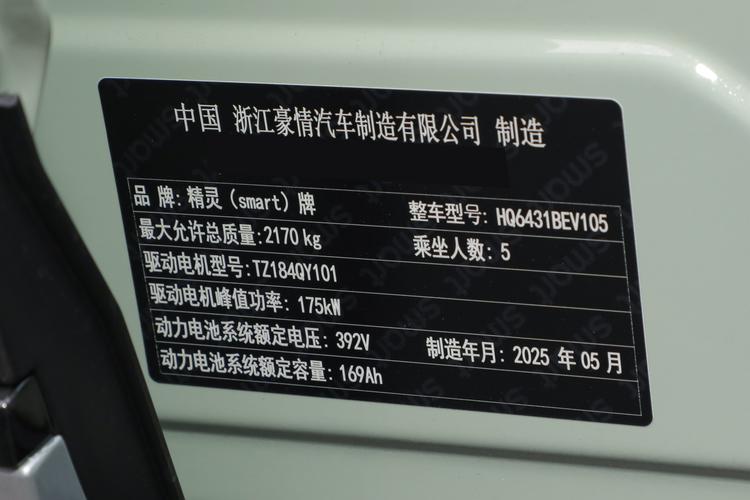 中国 浙江豪情汽车制造有限公司 制造
品 牌: 精灵 (smart) 牌 整车型号: HQ6431BEV105
最大允许总质量: 2170 kg 乘坐人数: 5
驱动电机型号: TZ184QY101
驱动电机峰值功率: 175kW
动力电池系统额定电压: 392V 制造年月: 2025 年 05 月
动力电池系统额定容量: 169Ah